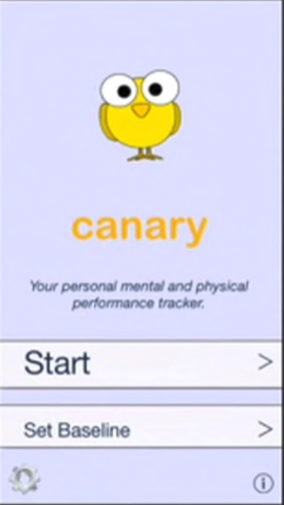 canary
Your personal mental and physical
performance tracker.
Start >
Set Baseline >
i